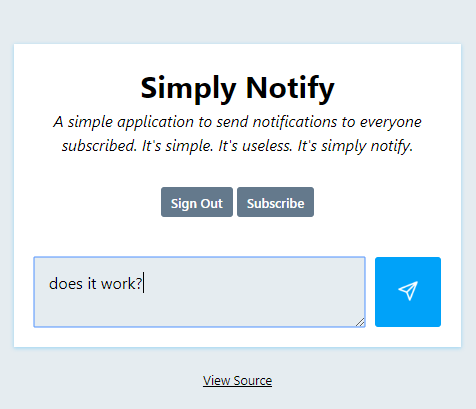 Simply Notify
A simple application to send notifications to everyone
subscribed. It's simple. It's useless. It's simply notify.
Sign Out Subscribe
does it work?
View Source